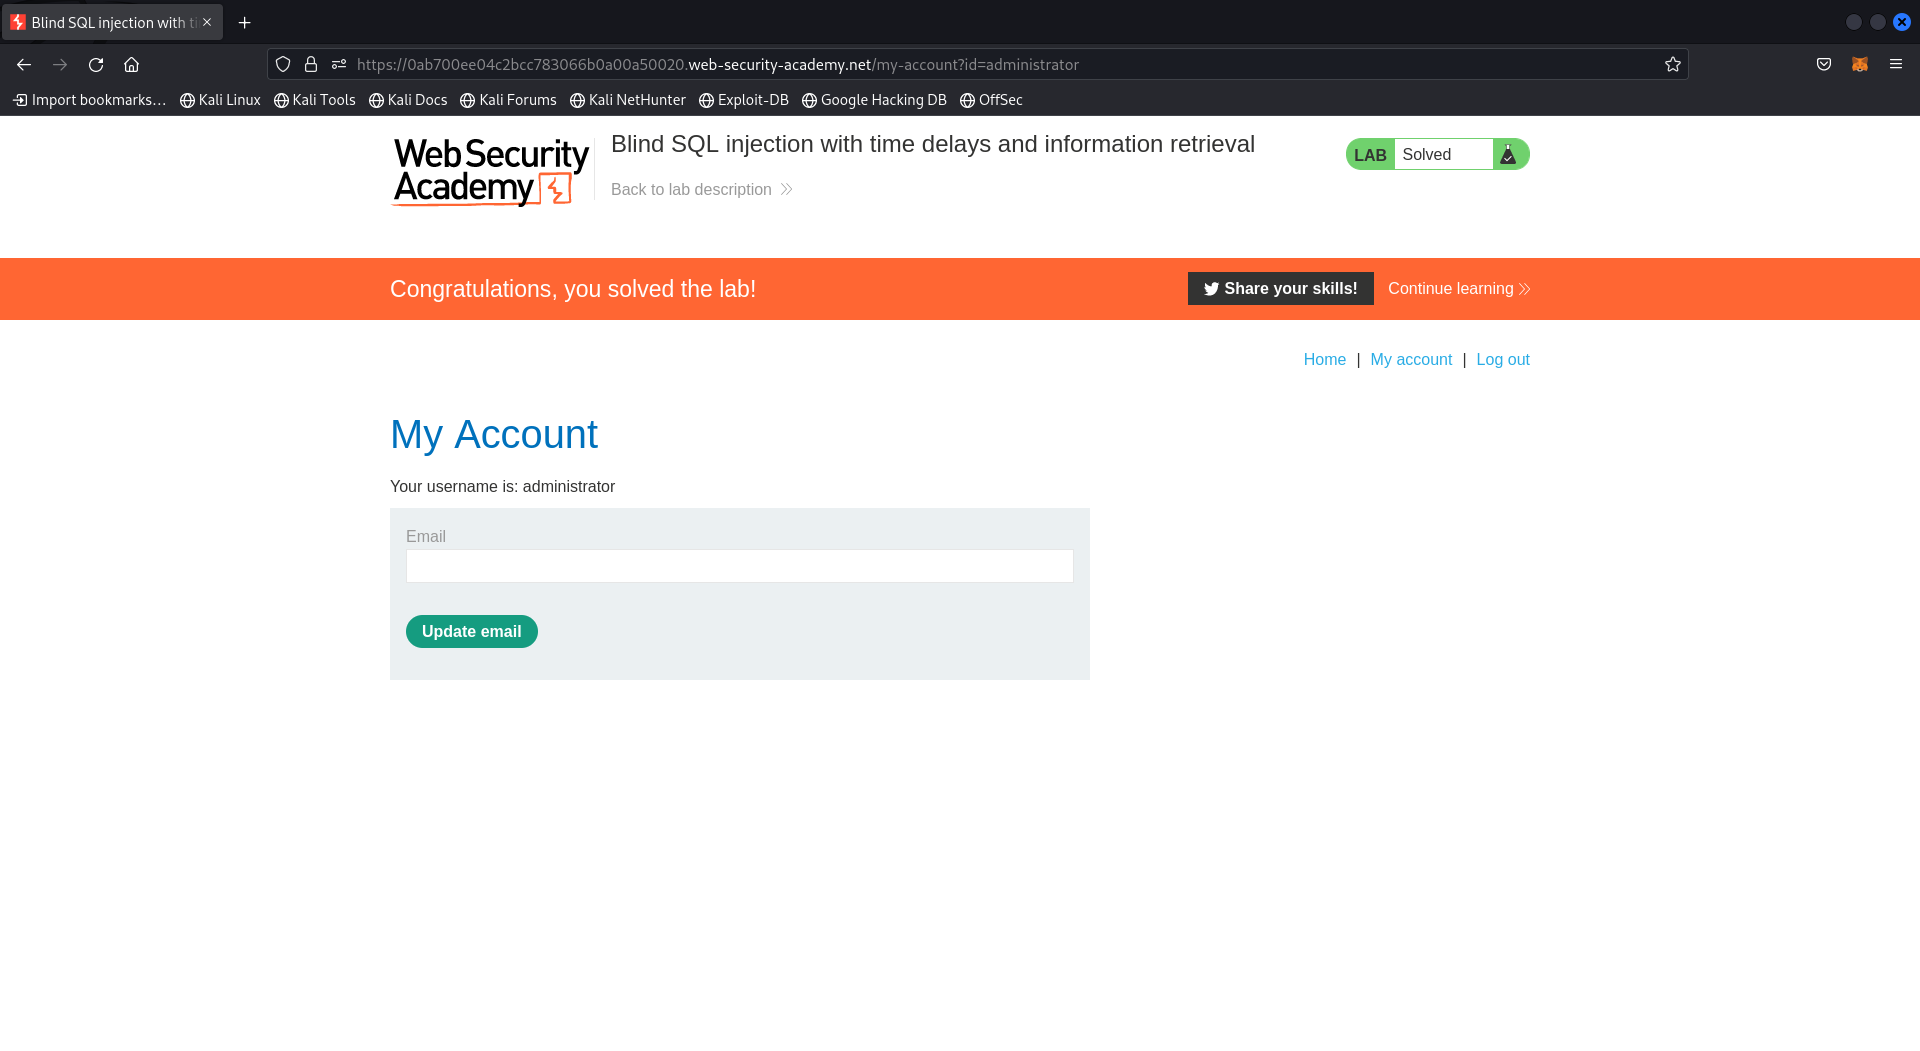 Blind SQL injection with ti
https://0ab700ee04c2bcc783066b0a00a50020.web-security-academy.net/my-account?id=administrator
Import bookmarks... Kali Linux Kali Tools Kali Docs Kali Forums Kali NetHunter Exploit-DB Google Hacking DB OffSec
Web Security
Academy
Blind SQL injection with time delays and information retrieval
Back to lab description
LAB Solved
Congratulations, you solved the lab!
Share your skills! Continue learning
Home | My account | Log out
My Account
Your username is: administrator
Email
Update email